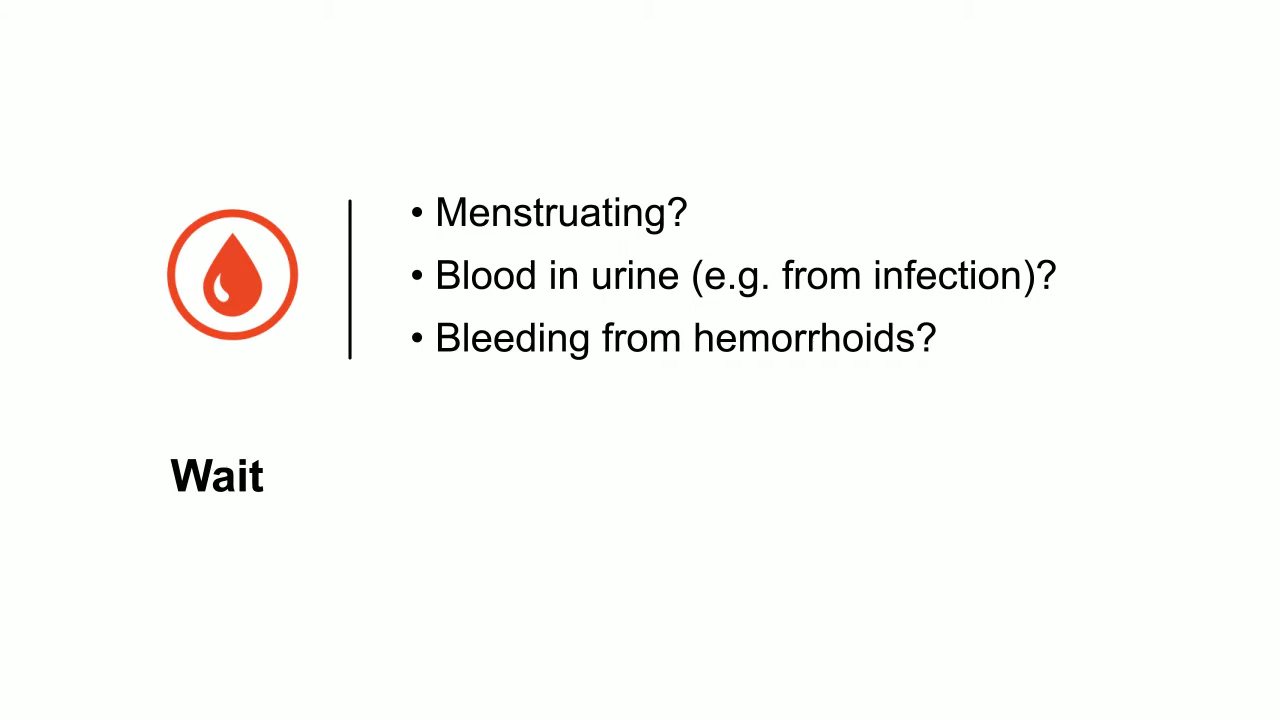 • Menstruating?
• Blood in urine (e.g. from infection)?
• Bleeding from hemorrhoids?
Wait